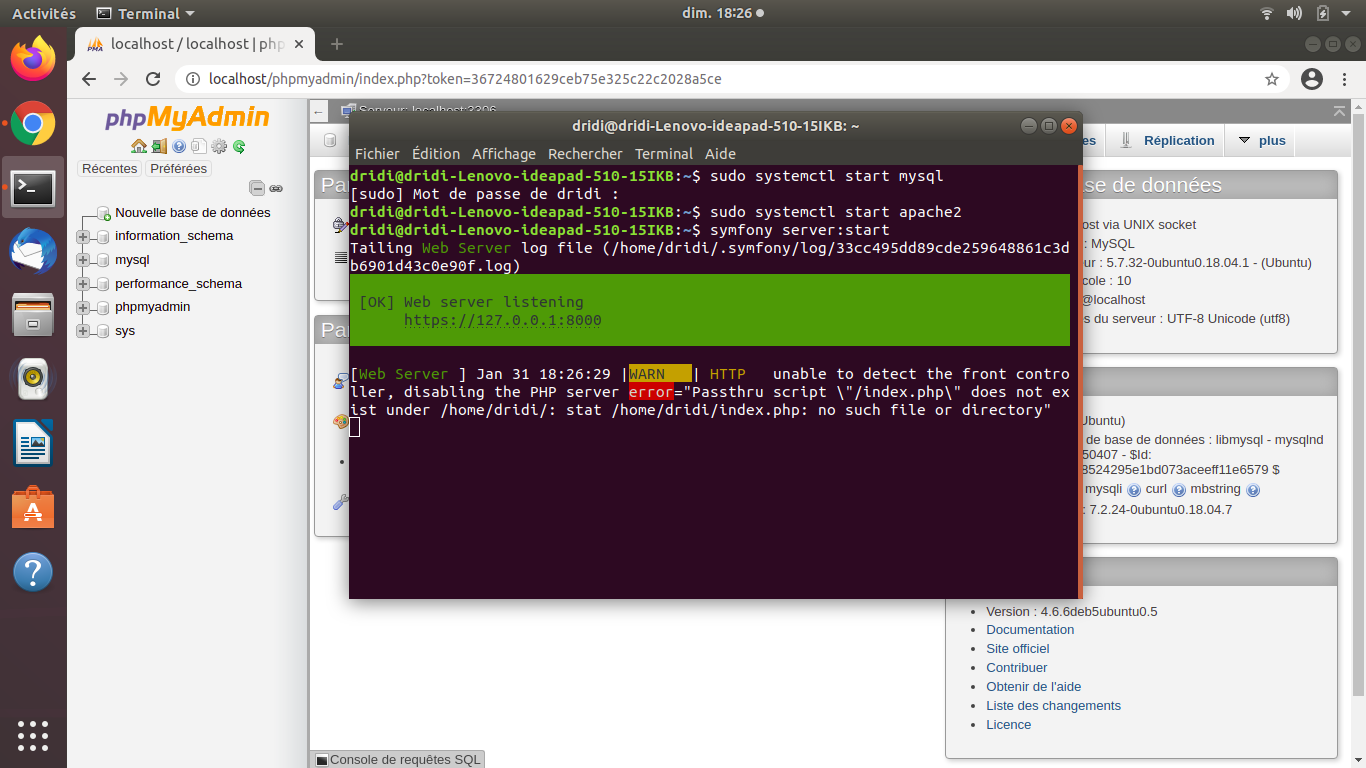 Activités
Terminal
dim. 18:26
localhost / localhost | php
localhost/phpmyadmin/index.php?token=36724801629ceb75e325c22c2028a5ce
phpMyAdmin
Récentes
Préférées
Nouvelle base de données
information_schema
mysql
performance_schema
phpmyadmin
sys
Serveur: localhost:3306
Réplication
plus
dridi@dridi-Lenovo-ideapad-510-15IKB: ~
Fichier Édition Affichage Rechercher Terminal Aide
dridi@dridi-Lenovo-ideapad-510-15IKB:~$ sudo systemctl start mysql
[sudo] Mot de passe de dridi :
dridi@dridi-Lenovo-ideapad-510-15IKB:~$ sudo systemctl start apache2
dridi@dridi-Lenovo-ideapad-510-15IKB:~$ symfony server:start
Tailing Web Server log file (/home/dridi/.symfony/log/33cc495dd89cde259648861c3d
b6901d43c0e90f.log)
[OK] Web server listening
https://127.0.0.1:8000
[Web Server ] Jan 31 18:26:29 |WARN | HTTP unable to detect the front contro
ller, disabling the PHP server error="Passthru script \"/index.php\" does not ex
ist under /home/dridi/: stat /home/dridi/index.php: no such file or directory"
Pa
Pa
se de données
ost via UNIX socket
: MySQL
ur : 5.7.32-0ubuntu0.18.04.1 - (Ubuntu)
cole : 10
@localhost
s du serveur : UTF-8 Unicode (utf8)
Ubuntu)
de base de données : libmysql - mysqlnd
50407 - $Id:
8524295e1bd073aceeff11e6579 $
mysqli curl mbstring
: 7.2.24-0ubuntu0.18.04.7
Version : 4.6.6deb5ubuntu0.5
Documentation
Site officiel
Contribuer
Obtenir de l'aide
Liste des changements
Licence
Console de requêtes SQL